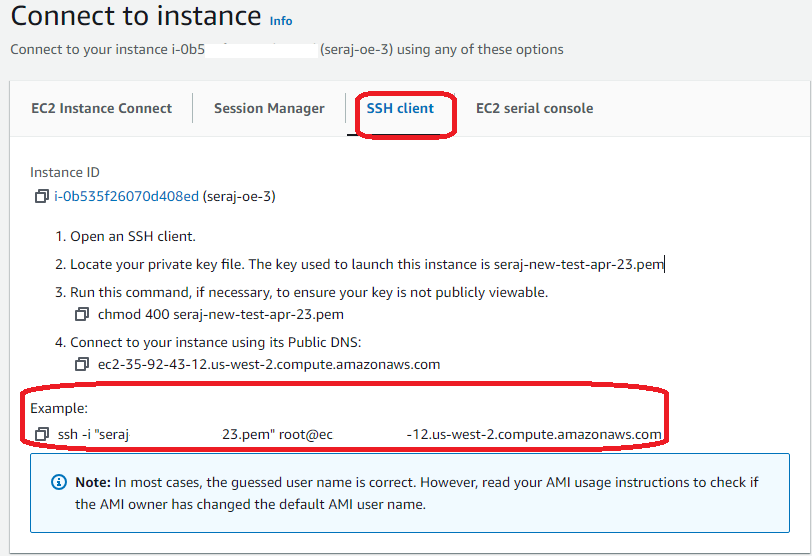 Connect to instance Info
Connect to your instance i-0b5 (seraj-oe-3) using any of these options
EC2 Instance Connect Session Manager SSH client EC2 serial console
Instance ID
i-0b535f26070d408ed (seraj-oe-3)
1. Open an SSH client.
2. Locate your private key file. The key used to launch this instance is seraj-new-test-apr-23.pem
3. Run this command, if necessary, to ensure your key is not publicly viewable.
chmod 400 seraj-new-test-apr-23.pem
4. Connect to your instance using its Public DNS:
ec2-35-92-43-12.us-west-2.compute.amazonaws.com
Example:
ssh -i "seraj 23.pem" root@ec -12.us-west-2.compute.amazonaws.com
Note: In most cases, the guessed user name is correct. However, read your AMI usage instructions to check if
the AMI owner has changed the default AMI user name.